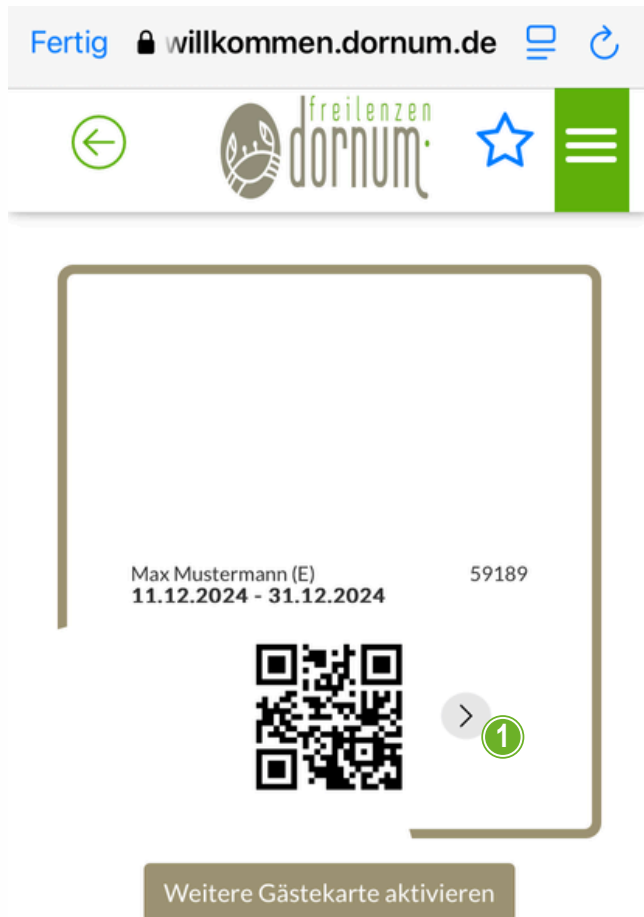 Fertig willkommen.dornum.de
freilenzen
dornum
Max Mustermann (E) 59189
11.12.2024 - 31.12.2024
1
Weitere Gästekarte aktivieren